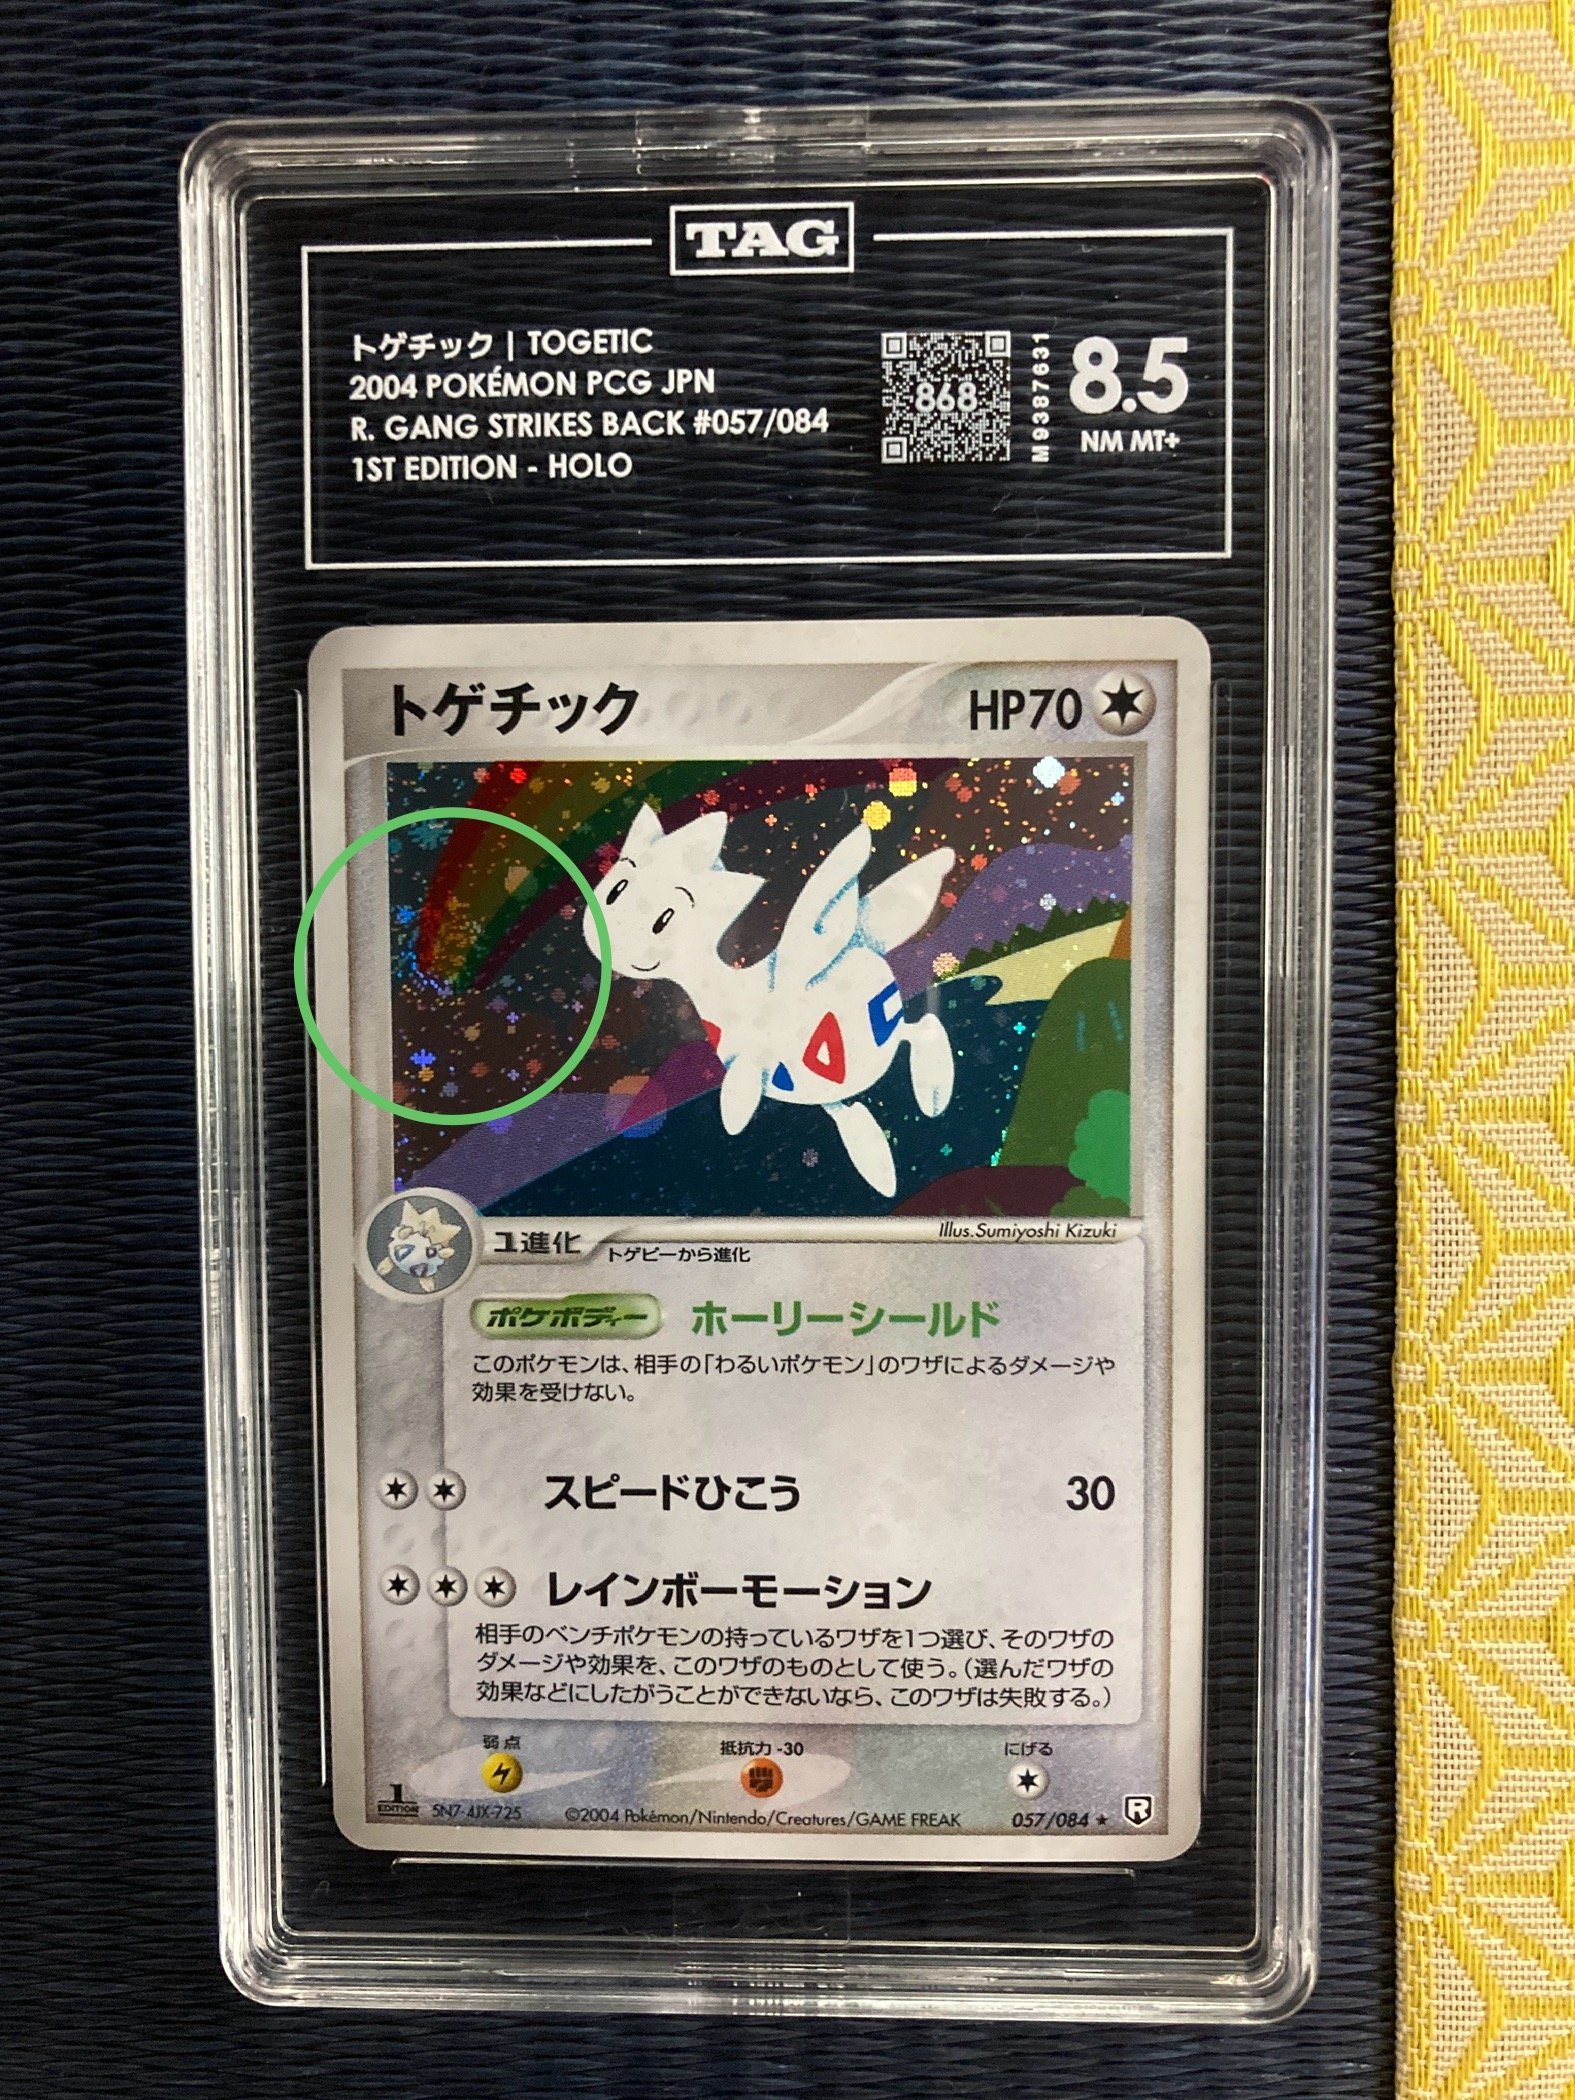 TAG
トゲチック | TOGETIC
2004 POKÉMON PCG JPN
R. GANG STRIKES BACK #057/084
1ST EDITION - HOLO
868
M9387631
8.5
NM MT+
トゲチック HP70
Illus.Sumiyoshi Kizuki
1進化 トゲピーから進化
ポケボディー ホーリーシールド
このポケモンは、相手の「わるいポケモン」のワザによるダメージや
効果を受けない。
スピードひこう 30
レインボーモーション
相手のベンチポケモンの持っているワザを1つ選び、そのワザの
ダメージや効果を、このワザのものとして使う。（選んだワザの
効果などにしたがうことができないなら、このワザは失敗する。）
弱点 抵抗力 -30 にげる
1 EDITION 5N7-4JX-725 ©2004 Pokémon/Nintendo/Creatures/GAME FREAK 057/084 ★ R